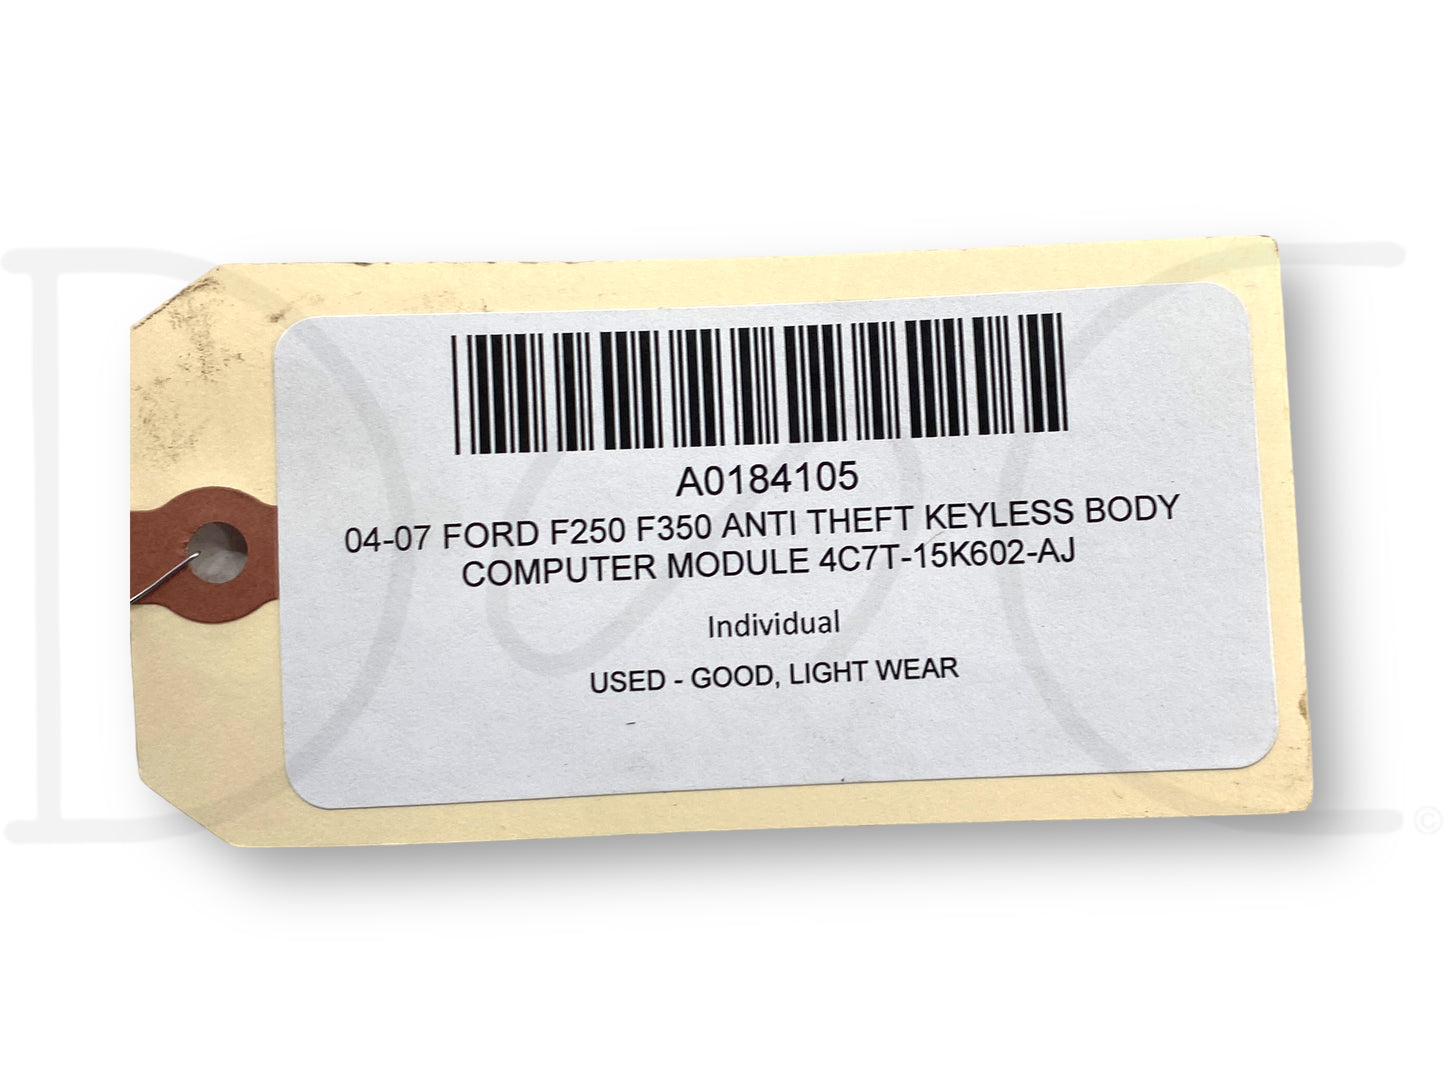 A0184105
04-07 FORD F250 F350 ANTI THEFT KEYLESS BODY
COMPUTER MODULE 4C7T-15K602-AJ
Individual
USED - GOOD, LIGHT WEAR
-
©